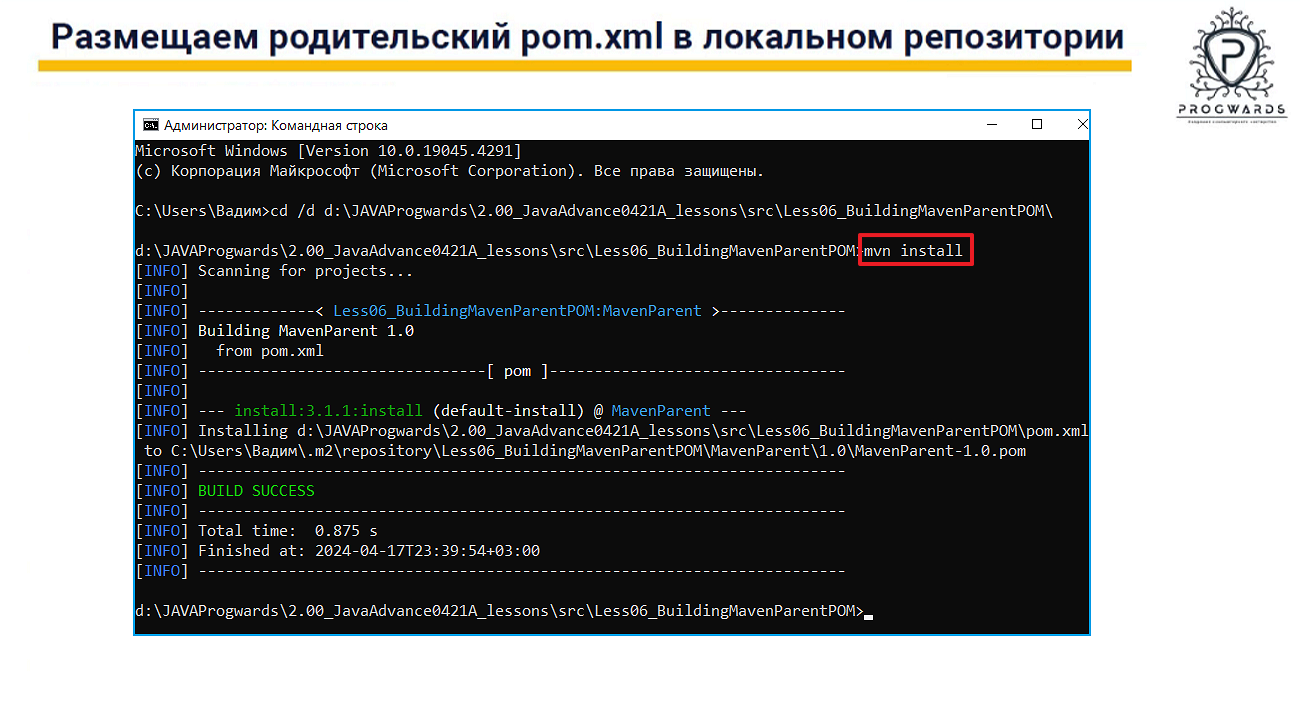 Размещаем родительский pom.xml в локальном репозитории
PROGWARDS
Администратор: Командная строка
Microsoft Windows [Version 10.0.19045.4291]
(c) Корпорация Майкрософт (Microsoft Corporation). Все права защищены.
C:\Users\Вадим>cd /d d:\JAVAProgwards\2.00_JavaAdvance0421A_lessons\src\Less06_BuildingMavenParentPOM\
d:\JAVAProgwards\2.00_JavaAdvance0421A_lessons\src\Less06_BuildingMavenParentPOM>mvn install
[INFO] Scanning for projects...
[INFO]
[INFO] -------------< Less06_BuildingMavenParentPOM:MavenParent >--------------
[INFO] Building MavenParent 1.0
[INFO]   from pom.xml
[INFO] --------------------------------[ pom ]---------------------------------
[INFO]
[INFO] --- install:3.1.1:install (default-install) @ MavenParent ---
[INFO] Installing d:\JAVAProgwards\2.00_JavaAdvance0421A_lessons\src\Less06_BuildingMavenParentPOM\pom.xml
 to C:\Users\Вадим\.m2\repository\Less06_BuildingMavenParentPOM\MavenParent\1.0\MavenParent-1.0.pom
[INFO] ------------------------------------------------------------------------
[INFO] BUILD SUCCESS
[INFO] ------------------------------------------------------------------------
[INFO] Total time:  0.875 s
[INFO] Finished at: 2024-04-17T23:39:54+03:00
[INFO] ------------------------------------------------------------------------
d:\JAVAProgwards\2.00_JavaAdvance0421A_lessons\src\Less06_BuildingMavenParentPOM>